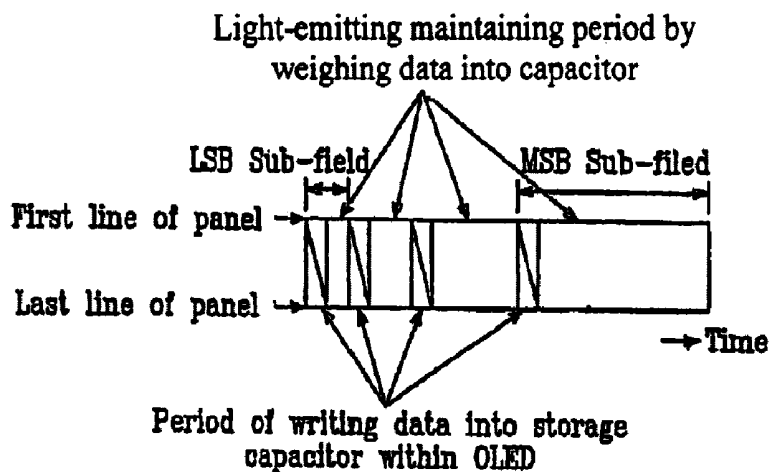 Light-emitting maintaining period by
weighing data into capacitor
LSB Sub-field
MSB Sub-filed
First line of panel
Last line of panel
Time
Period of writing data into storage
capacitor within OLED